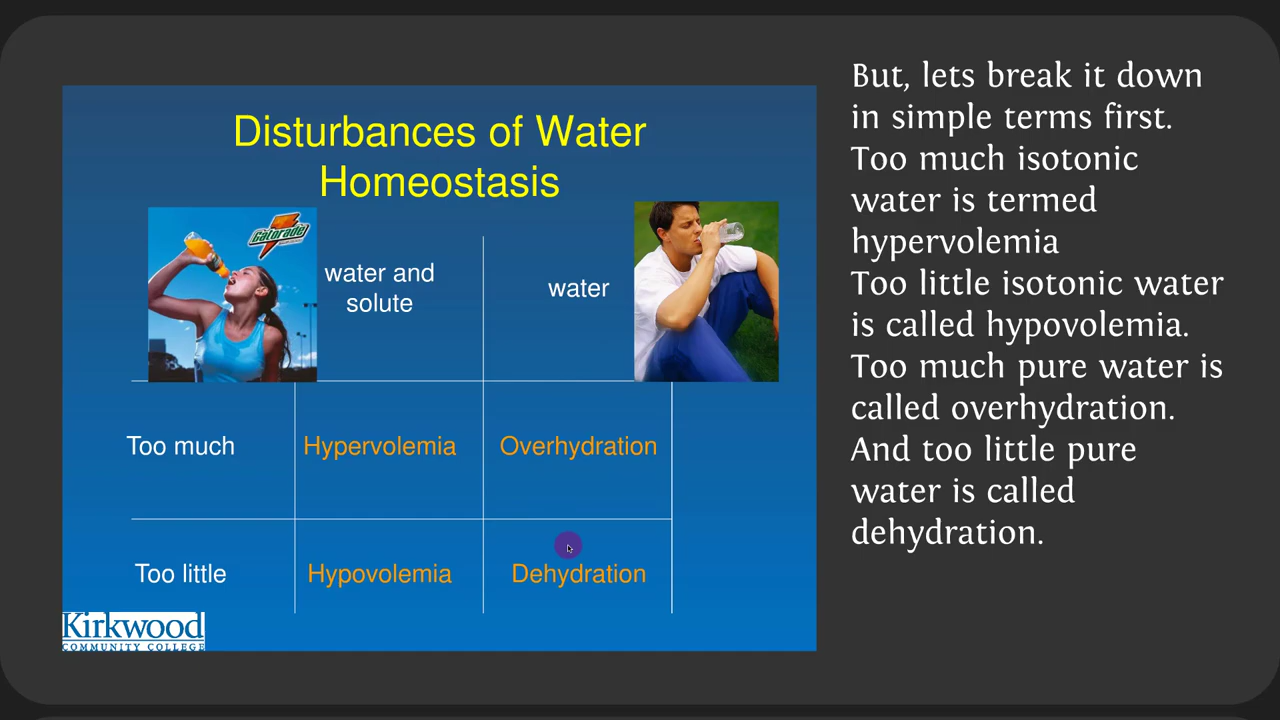 Disturbances of Water
Homeostasis
Gatorade
water and
solute
water
Too much
Hypervolemia
Overhydration
Too little
Hypovolemia
Dehydration
Kirkwood
COMMUNITY COLLEGE
But, lets break it down
in simple terms first.
Too much isotonic
water is termed
hypervolemia
Too little isotonic water
is called hypovolemia.
Too much pure water is
called overhydration.
And too little pure
water is called
dehydration.